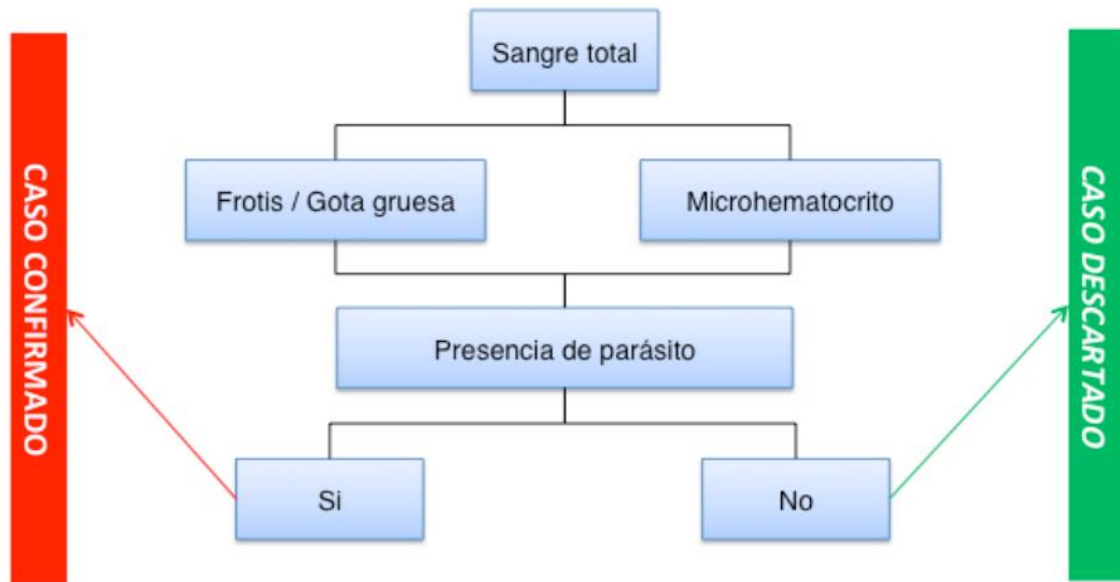 Sangre total
Frotis / Gota gruesa
Microhematocrito
Presencia de parásito
Si
No
CASO CONFIRMADO
CASO DESCARTADO